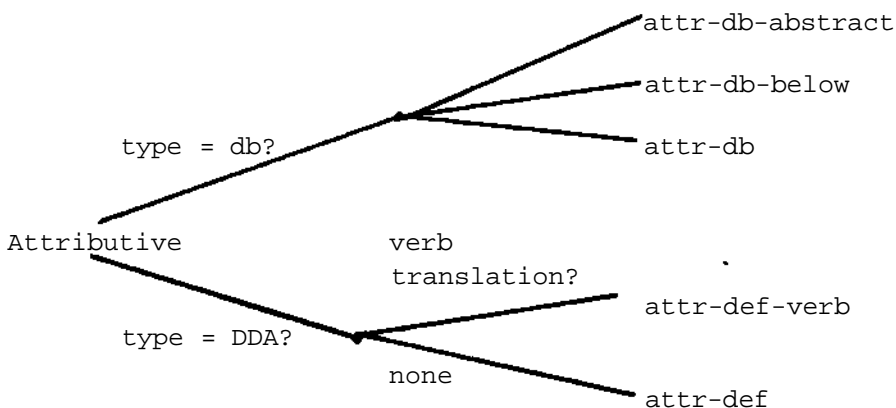 attr-db-abstract
attr-db-below
type = db?
attr-db
Attributive
verb
translation?
attr-def-verb
type = DDA?
none
attr-def